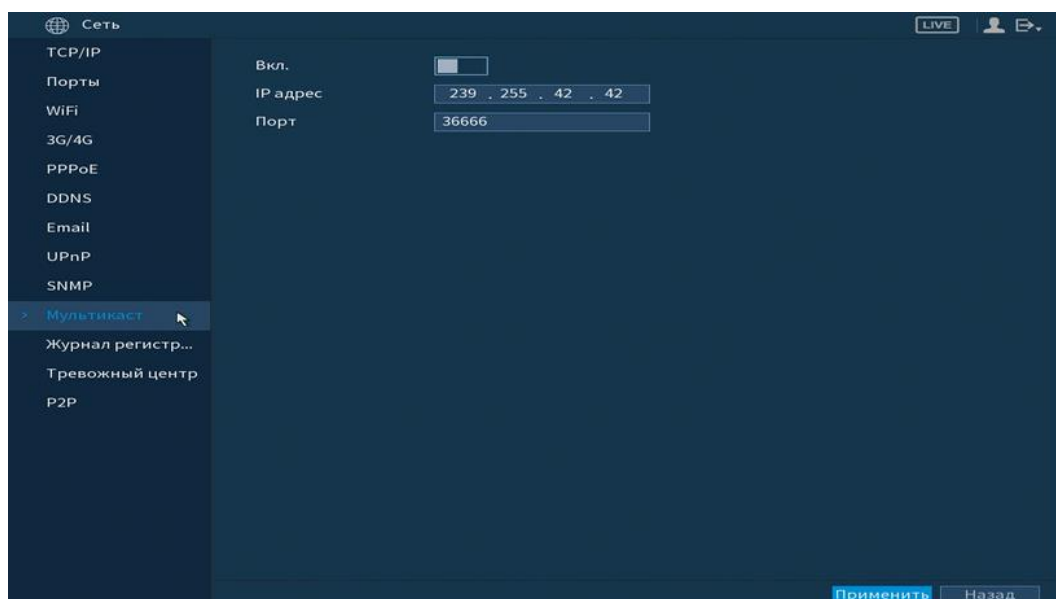 Сеть
LIVE
TCP/IP
Порты
WiFi
3G/4G
PPPoE
DDNS
Email
UPnP
SNMP
> Мультикаст
Журнал регистр...
Тревожный центр
P2P
Вкл.
IP адрес 239 . 255 . 42 . 42
Порт 36666
Применить Назад